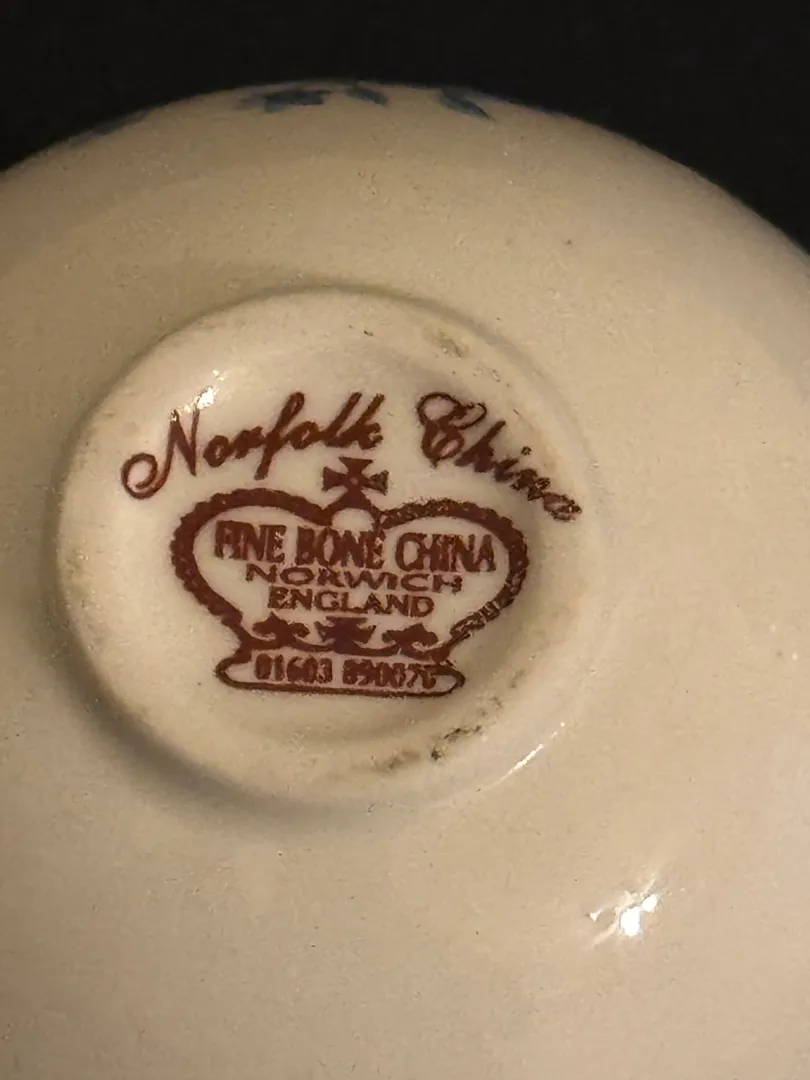 Norfolk China
FINE BONE CHINA
NORWICH
ENGLAND
01603 890076